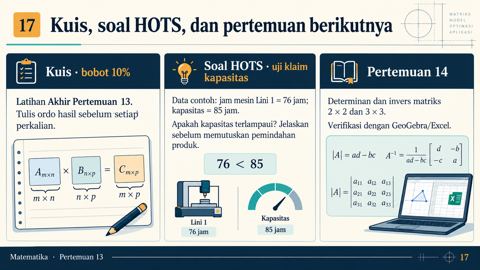 17 Kuis, soal HOTS, dan pertemuan berikutnya
MATRIKS
MODEL
OPTIMASI
APLIKASI
Kuis · bobot 10%
Latihan Akhir Pertemuan 13.
Tulis ordo hasil sebelum setiap
perkalian.
A m×n × B n×p = C m×p
m × n n × p m × p
Soal HOTS · uji klaim
kapasitas
Data contoh: jam mesin Lini 1 = 76 jam;
kapasitas = 85 jam.
Apakah kapasitas terlampaui? Jelaskan
sebelum memutuskan pemindahan
produk.
76 < 85
Lini 1
76 jam
Kapasitas
85 jam
Pertemuan 14
Determinan dan invers matriks
2 × 2 dan 3 × 3.
Verifikasi dengan GeoGebra/Excel.
|A| = ad − bc A⁻¹ = 1/(ad−bc) [d −b; −c a]
|A| = |a₁₁ a₁₂ a₁₃
a₂₁ a₂₂ a₂₃
a₃₁ a₃₂ a₃₃|
X
Matematika · Pertemuan 13
17